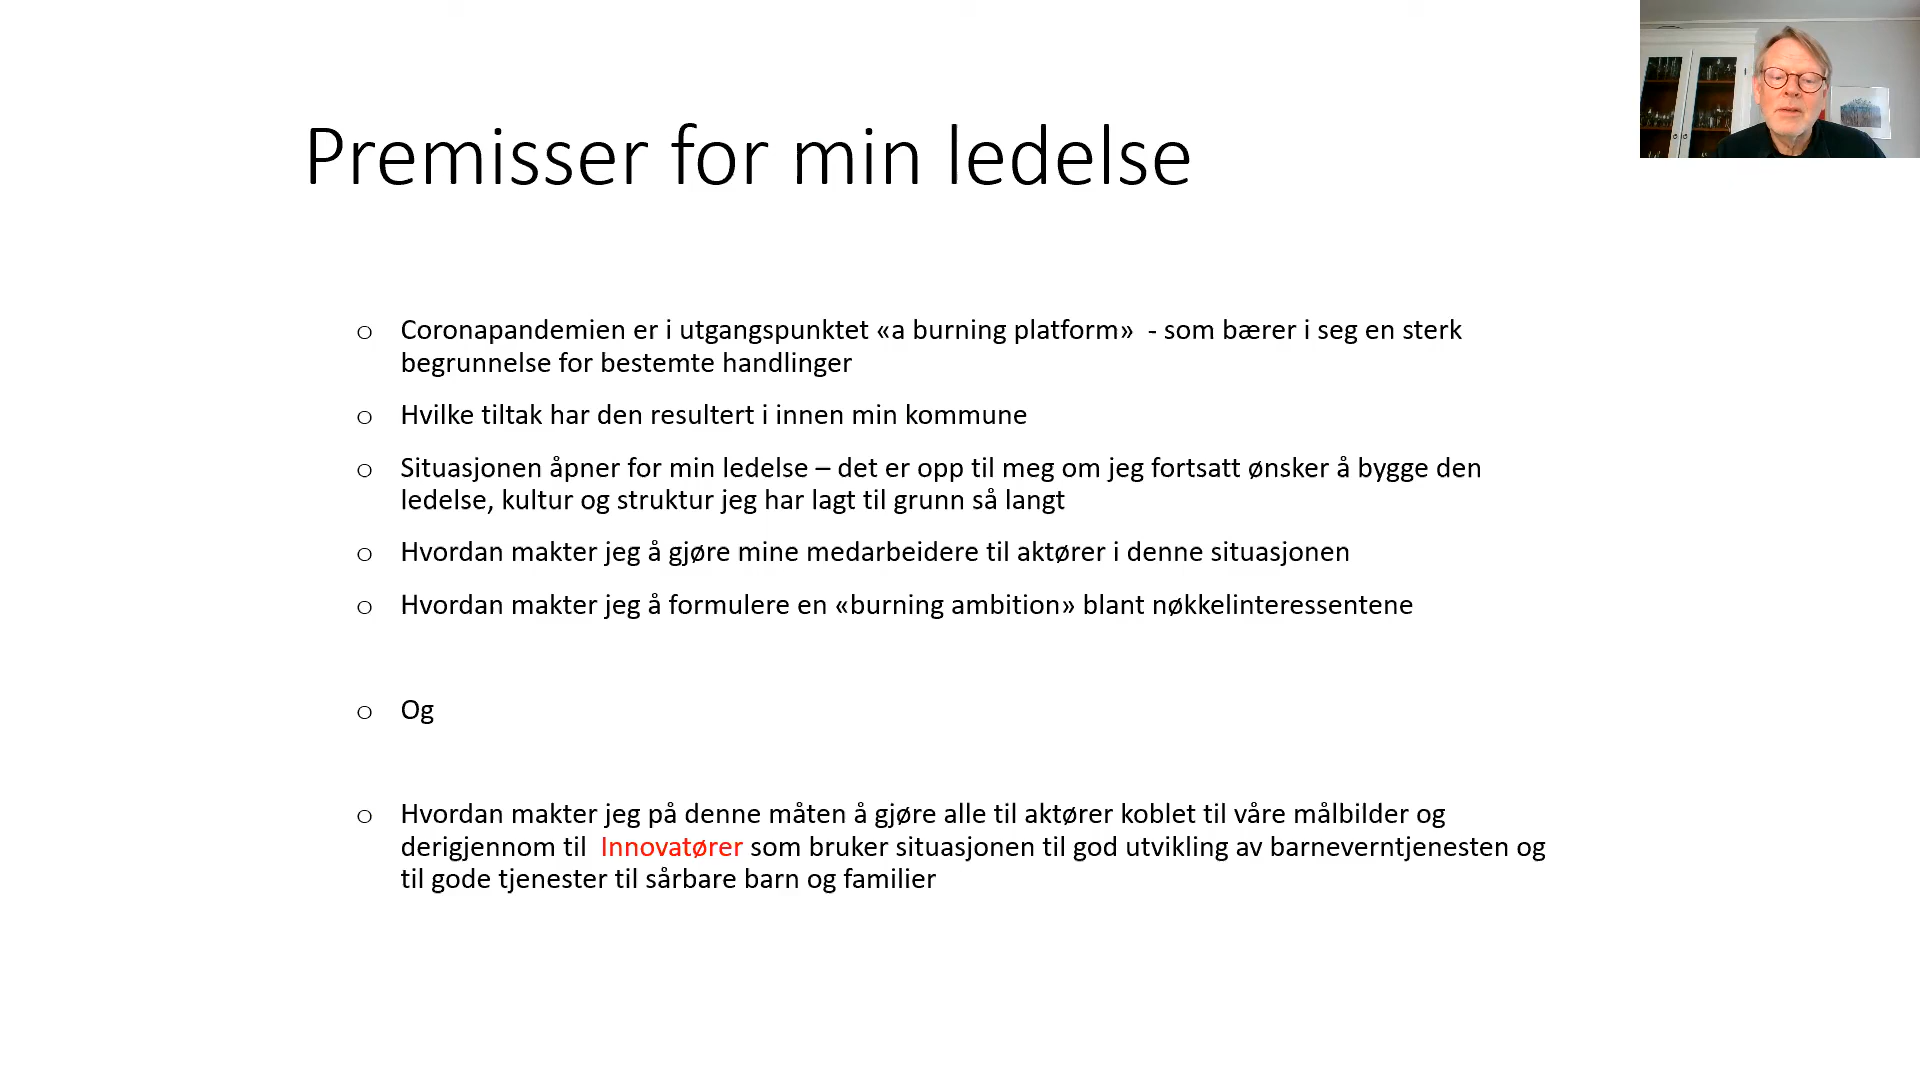 Premisser for min ledelse
o Coronapandemien er i utgangspunktet «a burning platform»  - som bærer i seg en sterk
begrunnelse for bestemte handlinger
o Hvilke tiltak har den resultert i innen min kommune
o Situasjonen åpner for min ledelse – det er opp til meg om jeg fortsatt ønsker å bygge den
ledelse, kultur og struktur jeg har lagt til grunn så langt
o Hvordan makter jeg å gjøre mine medarbeidere til aktører i denne situasjonen
o Hvordan makter jeg å formulere en «burning ambition» blant nøkkelinteressentene
o Og
o Hvordan makter jeg på denne måten å gjøre alle til aktører koblet til våre målbilder og
derigjennom til  Innovatører som bruker situasjonen til god utvikling av barneverntjenesten og
til gode tjenester til sårbare barn og familier